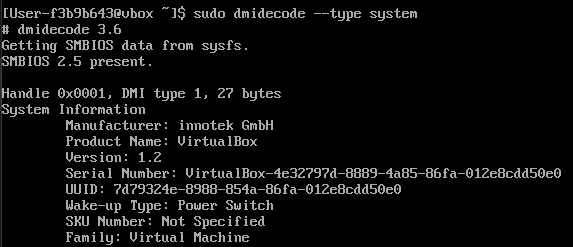 [User-f3b9b643@vbox ~]$ sudo dmidecode --type system
# dmidecode 3.6
Getting SMBIOS data from sysfs.
SMBIOS 2.5 present.
Handle 0x0001, DMI type 1, 27 bytes
System Information
Manufacturer: innotek GmbH
Product Name: VirtualBox
Version: 1.2
Serial Number: VirtualBox-4e32797d-8889-4a85-86fa-012e8cdd50e0
UUID: 7d79324e-8988-854a-86fa-012e8cdd50e0
Wake-up Type: Power Switch
SKU Number: Not Specified
Family: Virtual Machine